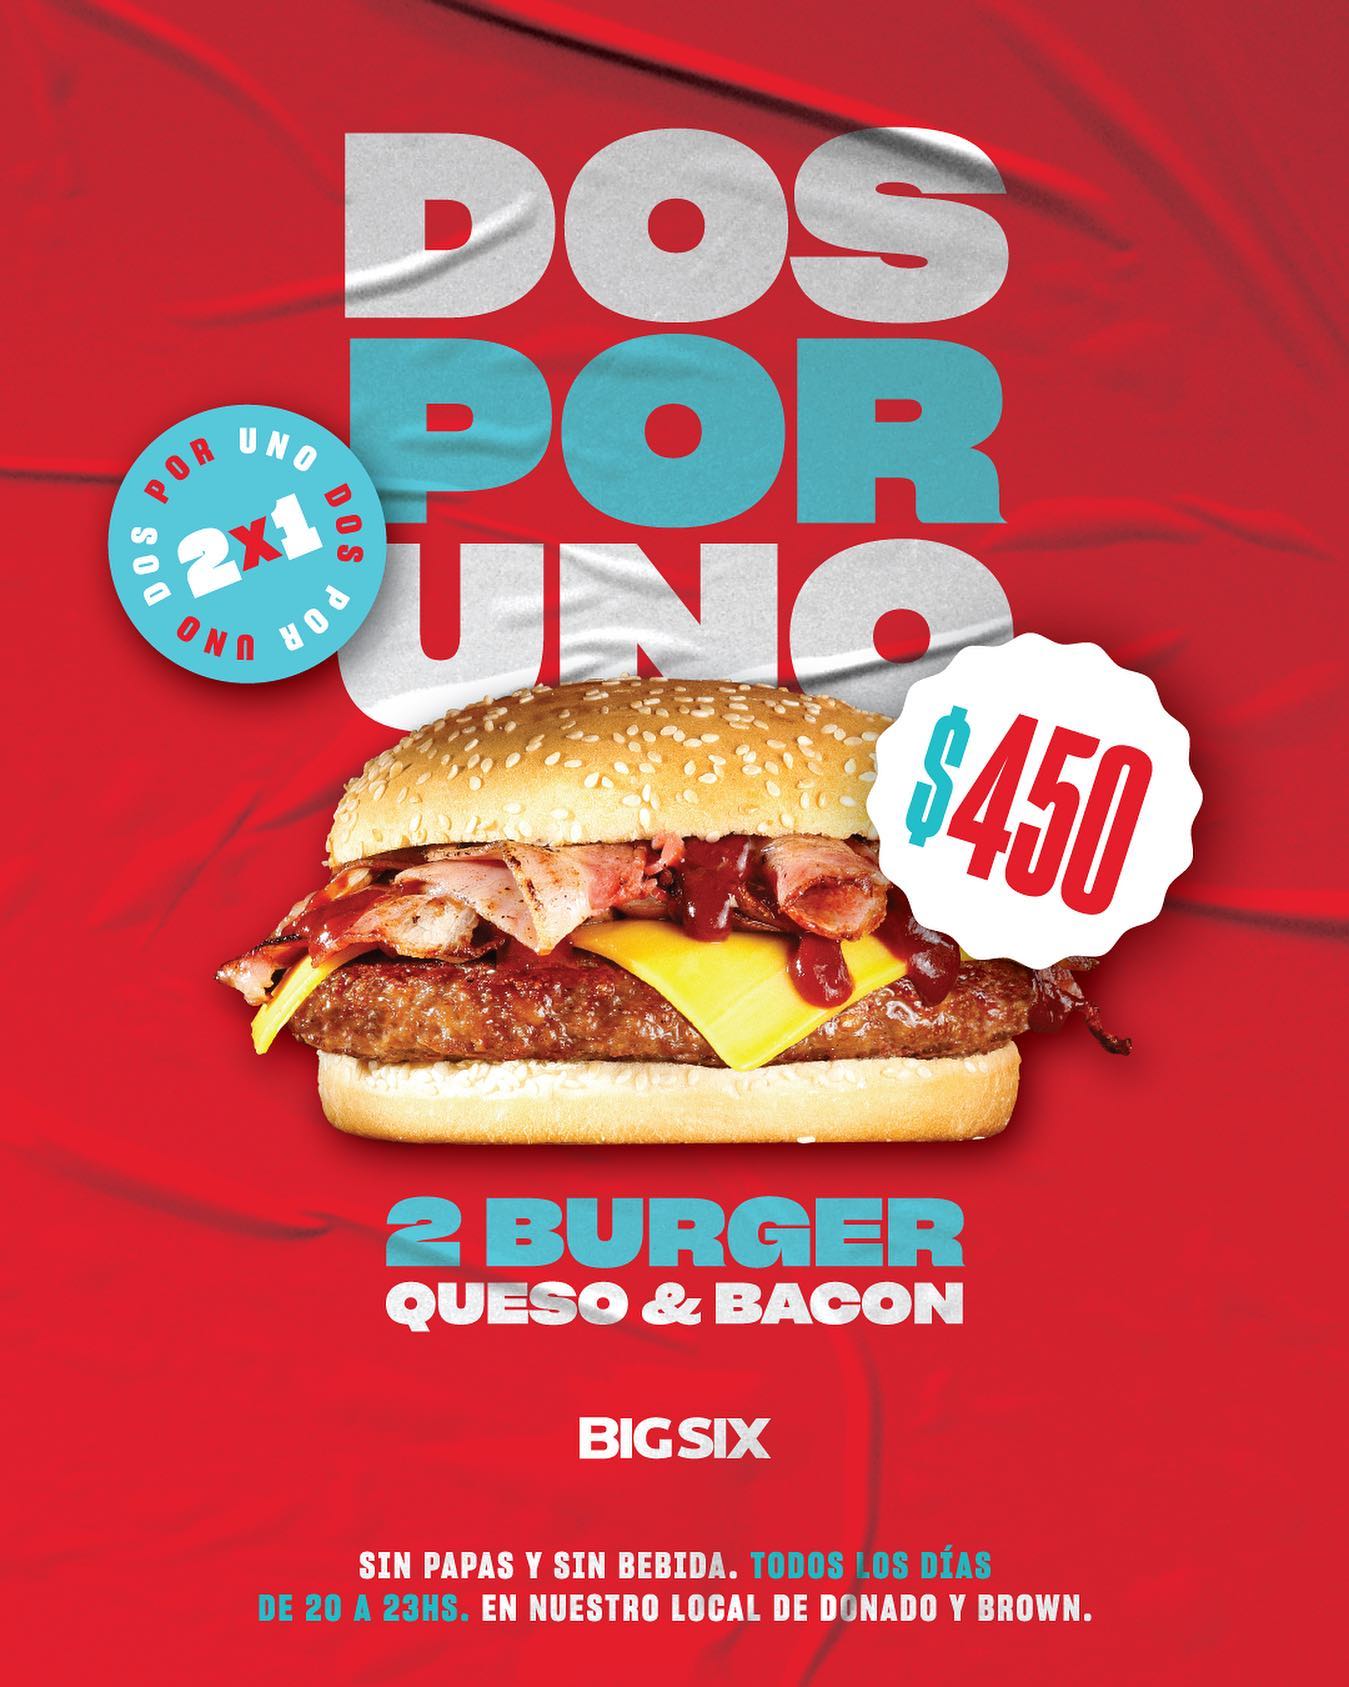 DOS
POR
UNO
DOS POR UNO DOS POR UNO
2x1
$450
2 BURGER
QUESO & BACON
BIGSIX
SIN PAPAS Y SIN BEBIDA. TODOS LOS DÍAS
DE 20 A 23HS. EN NUESTRO LOCAL DE DONADO Y BROWN.